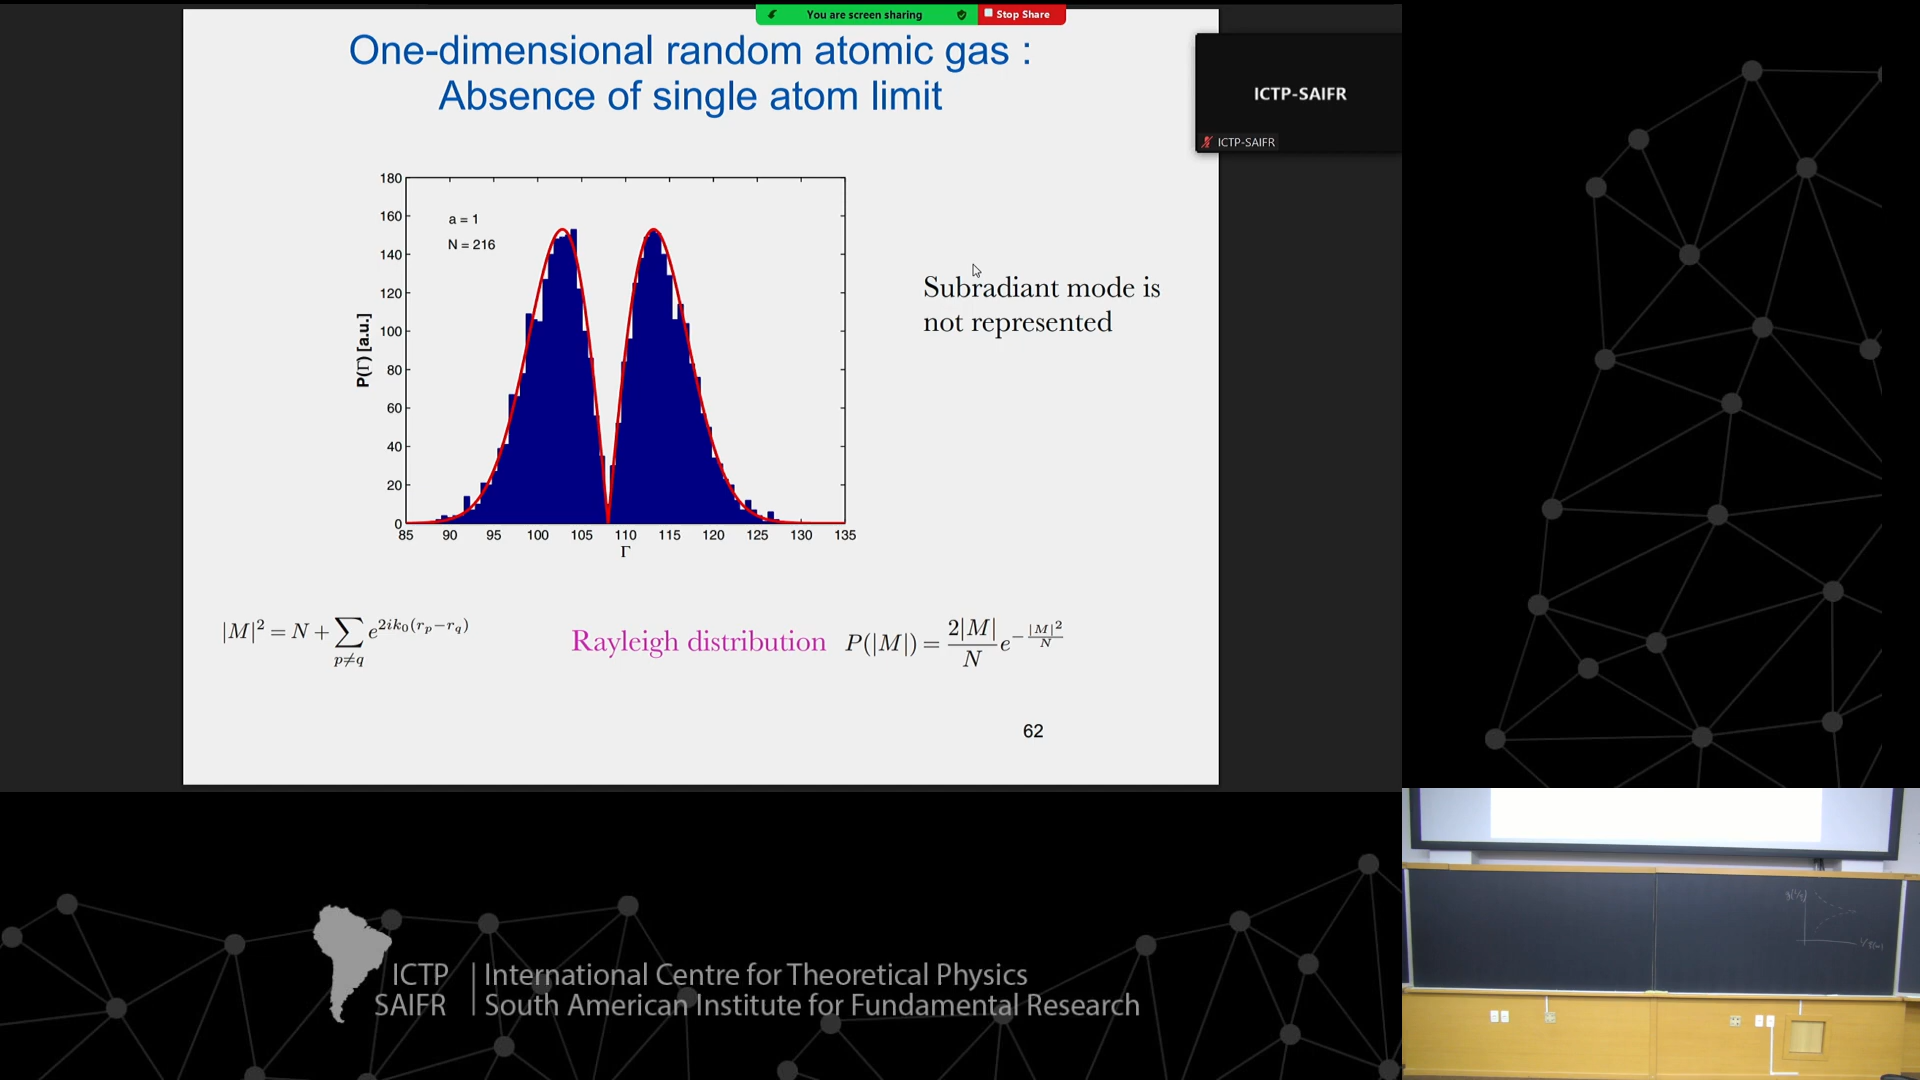 You are screen sharing
Stop Share
One-dimensional random atomic gas :
Absence of single atom limit
ICTP-SAIFR
ICTP-SAIFR
180
160
140
120
100
80
60
40
20
0
P(Γ) [a.u.]
a = 1
N = 216
85 90 95 100 105 110 115 120 125 130 135
Γ
Subradiant mode is
not represented
|M|² = N + ∑_{p≠q} e^{2ik₀(r_p−r_q)}
Rayleigh distribution P(|M|) = \frac{2|M|}{N} e^{−\frac{|M|²}{N}}
62
ICTP | International Centre for Theoretical Physics
SAIFR | South American Institute for Fundamental Research